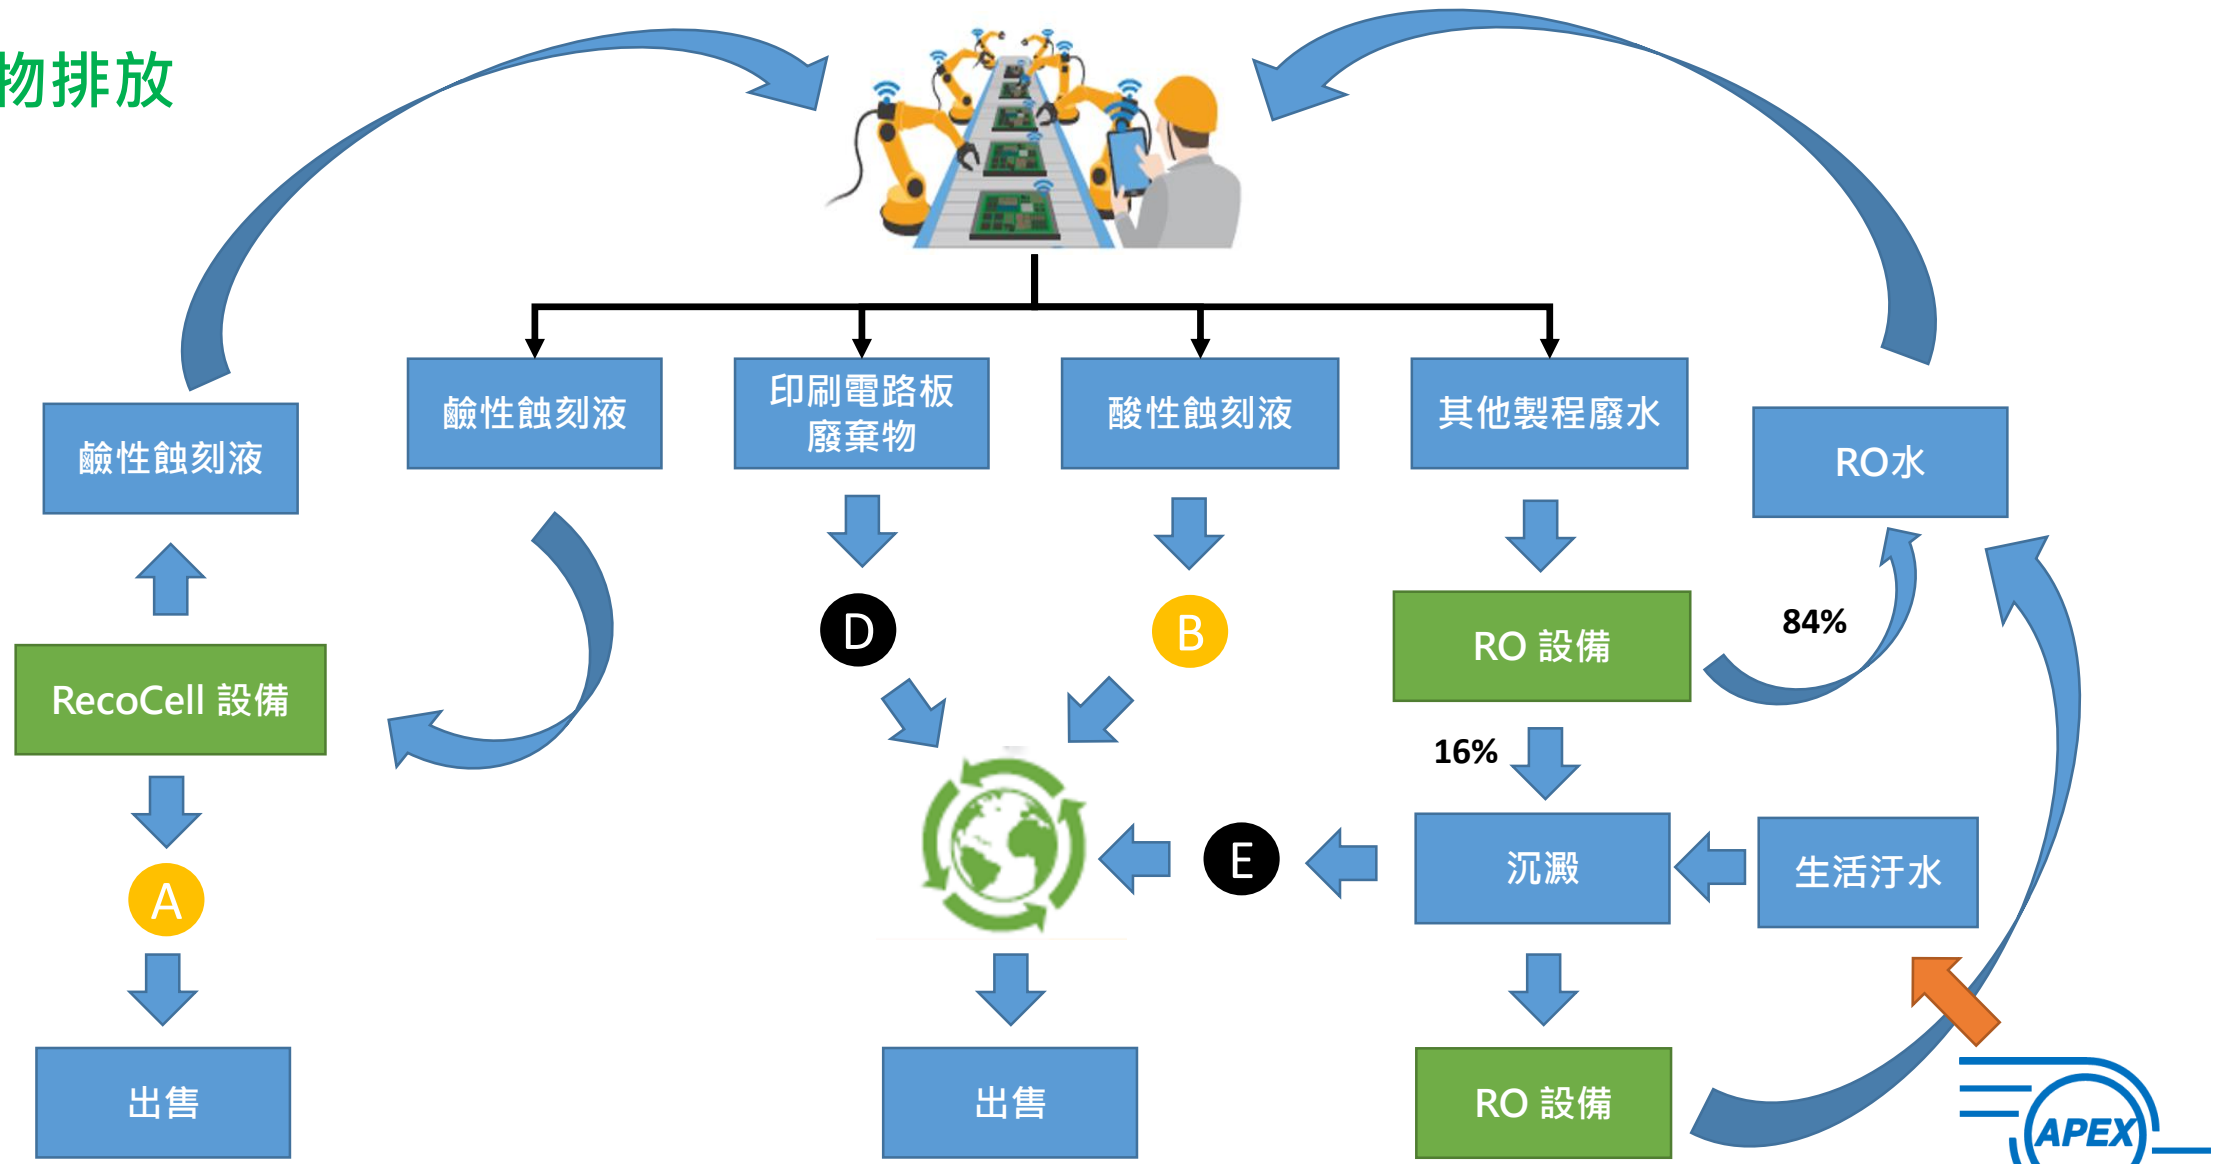 物排放
鹼性蝕刻液
印刷電路板
廢棄物
酸性蝕刻液
其他製程廢水
鹼性蝕刻液
RO水
D
B
RO 設備
84%
RecoCell 設備
16%
A
E
沉澱
生活汙水
出售
出售
RO 設備
APEX